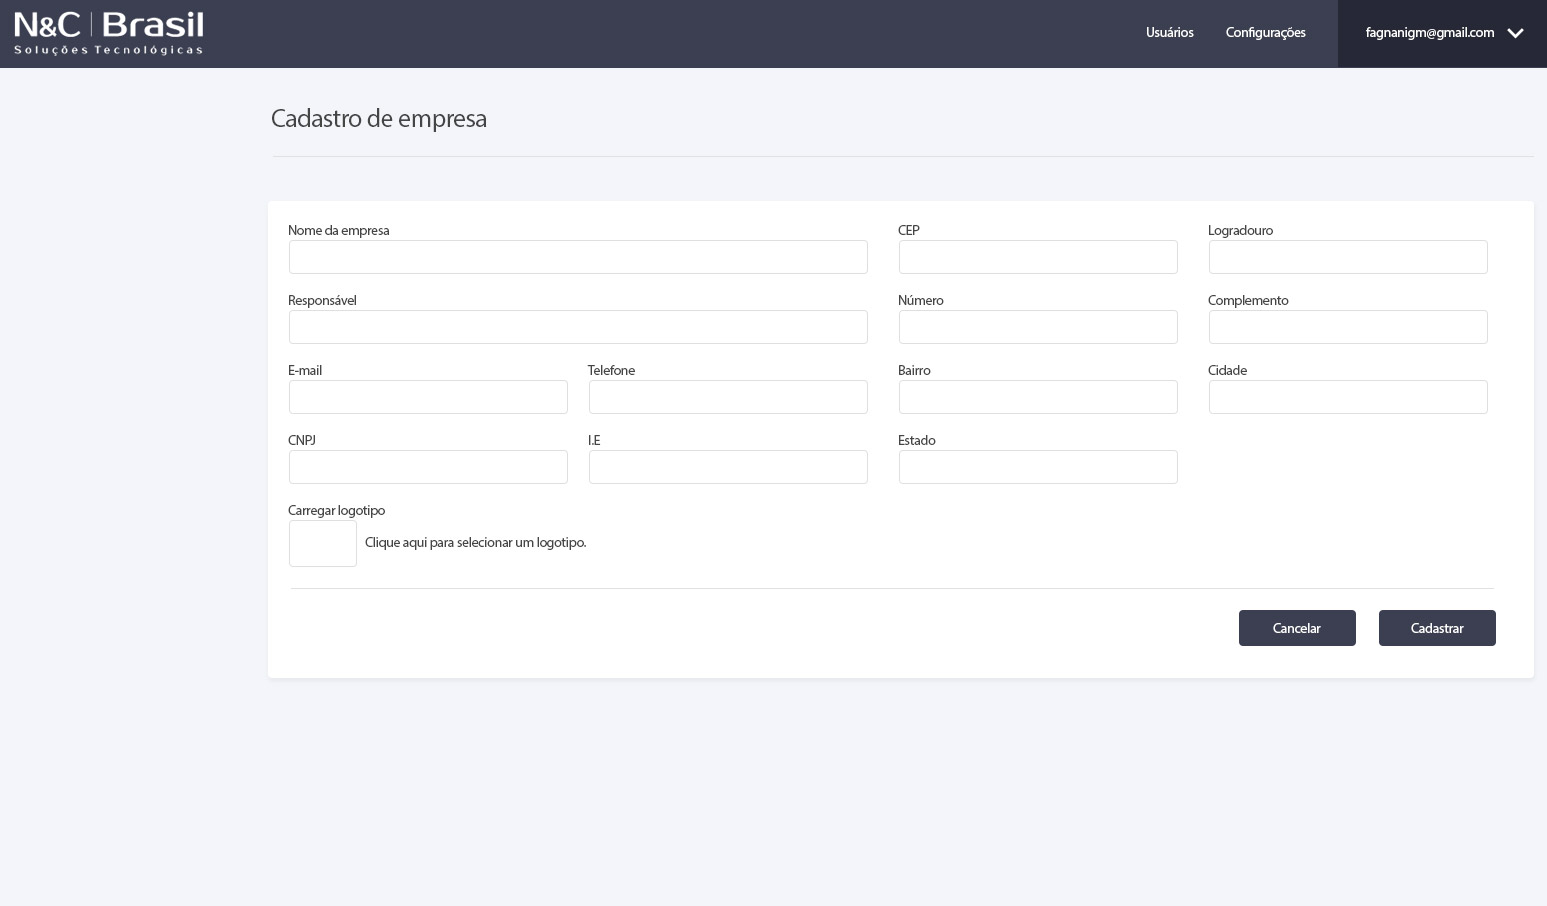 N&C | Brasil
Soluções Tecnológicas
Usuários
Configurações
fagnanigm@gmail.com
Cadastro de empresa
Nome da empresa
CEP
Logradouro
Responsável
Número
Complemento
E-mail
Telefone
Bairro
Cidade
CNPJ
I.E
Estado
Carregar logotipo
Clique aqui para selecionar um logotipo.
Cancelar
Cadastrar